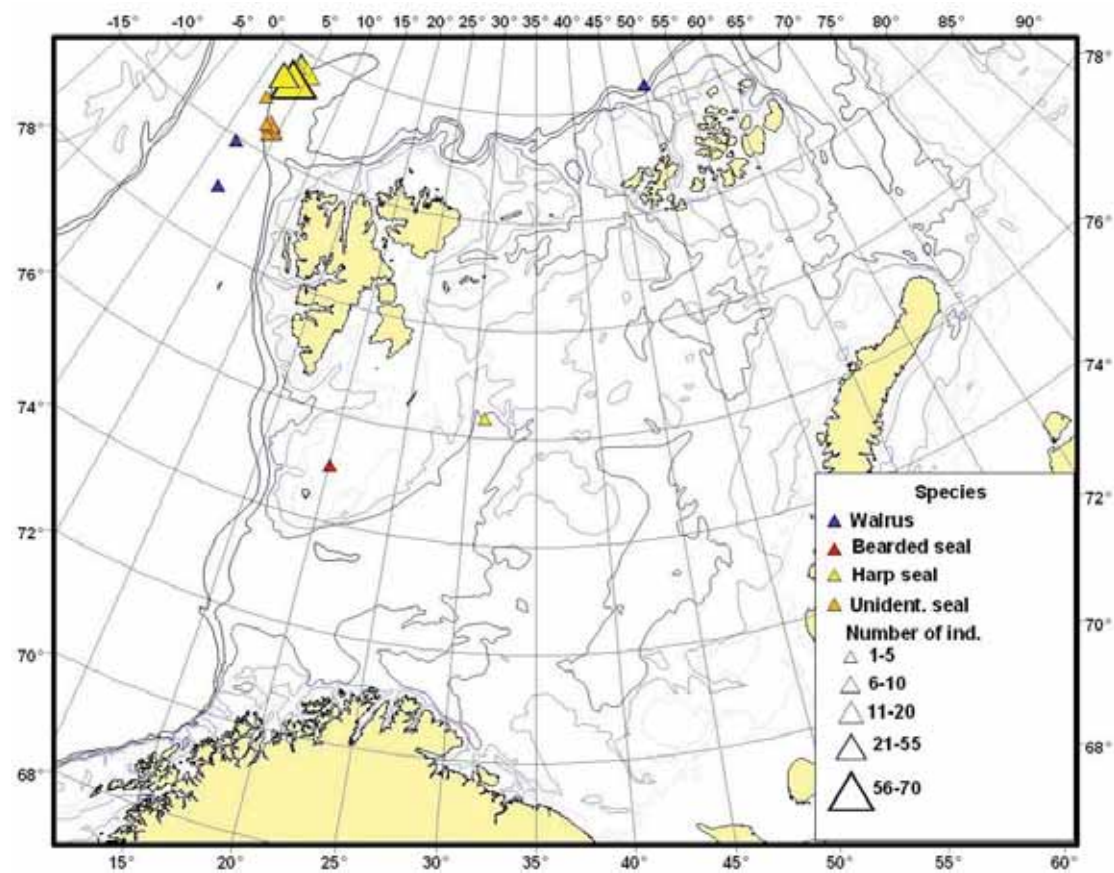 -15° -10° -5° 0° 5° 10° 15° 20° 25° 30° 35° 40° 45° 50° 55° 60° 65° 70° 75° 80° 85° 90°
78° 78°
76° 76°
74° 74°
72° 72°
70° 70°
68° 68°
Species
Walrus
Bearded seal
Harp seal
Unident. seal
Number of ind.
1-5
6-10
11-20
21-55
56-70
15° 20° 25° 30° 35° 40° 45° 50° 55° 60°